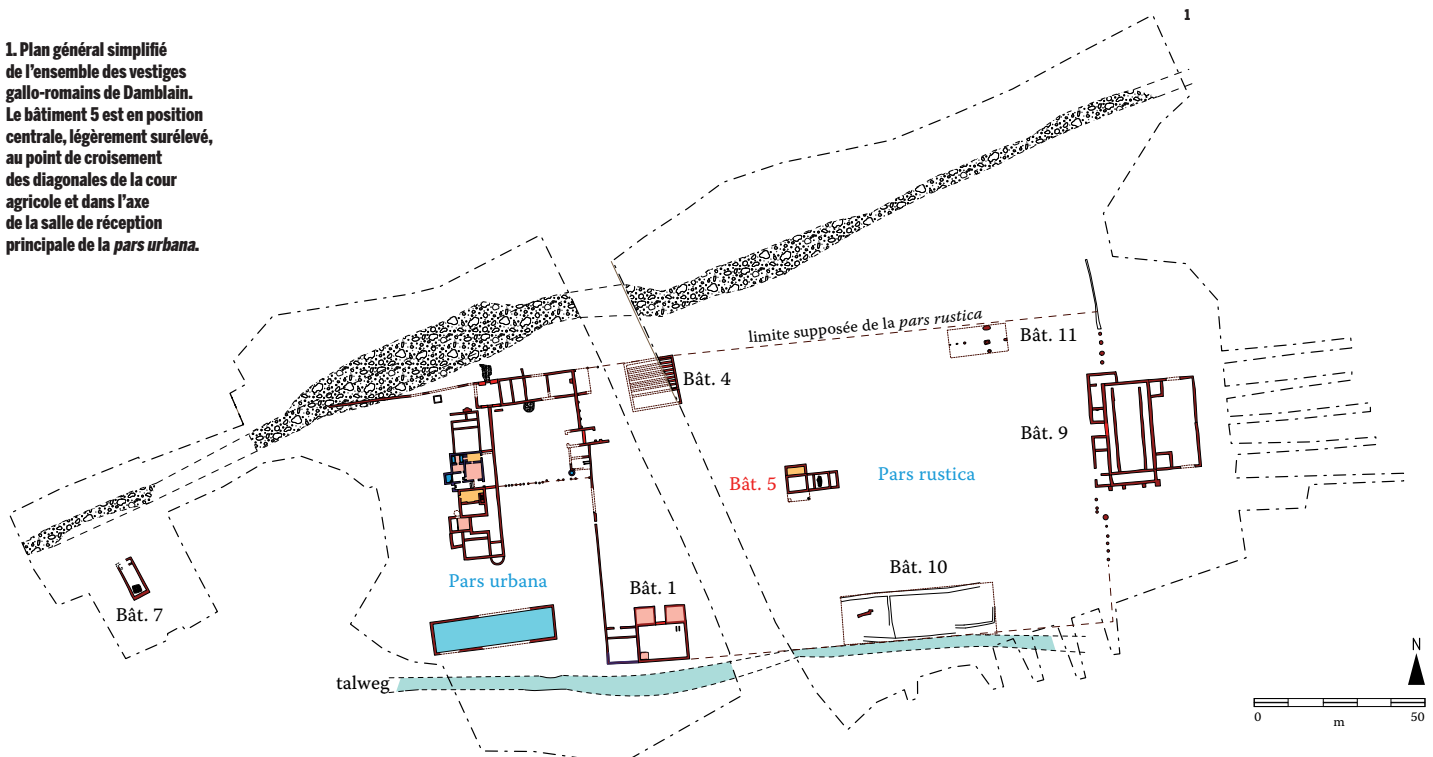 1
1. Plan général simplifié
de l’ensemble des vestiges
gallo-romains de Damblain.
Le bâtiment 5 est en position
centrale, légèrement surélevé,
au point de croisement
des diagonales de la cour
agricole et dans l’axe
de la salle de réception
principale de la pars urbana.
limite supposée de la pars rustica
Bât. 11
Bât. 4
Bât. 9
Bât. 5
Pars rustica
Bât. 10
Pars urbana
Bât. 1
Bât. 7
talweg
N
0
m
50